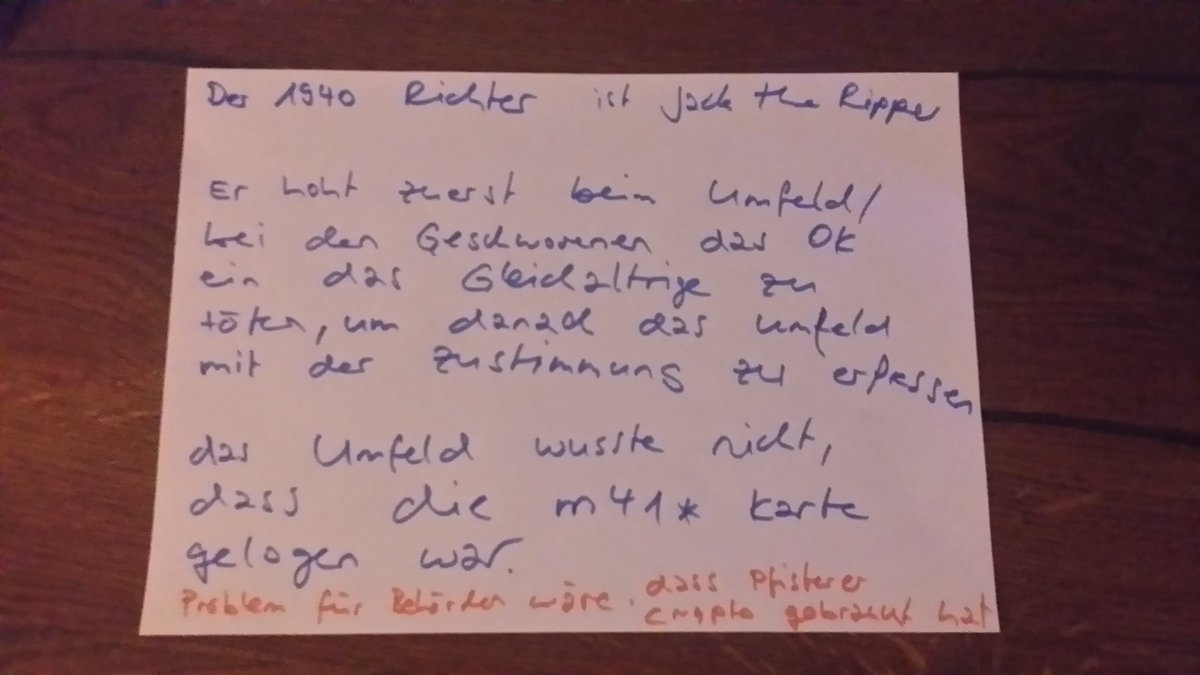 Der 1940 Richter ist Jack the Ripper
Er hohlt zuerst beim Umfeld/
bei den Geschworenen das OK
ein das Gleichaltrige zu
töten, um danach das Umfeld
mit der Zustimmung zu erpressen
das Umfeld wusste nicht,
dass die m41* Karte
gelogen war.
Problem für Behörden wäre. dass Pfisterer
crypto gebraucht hat